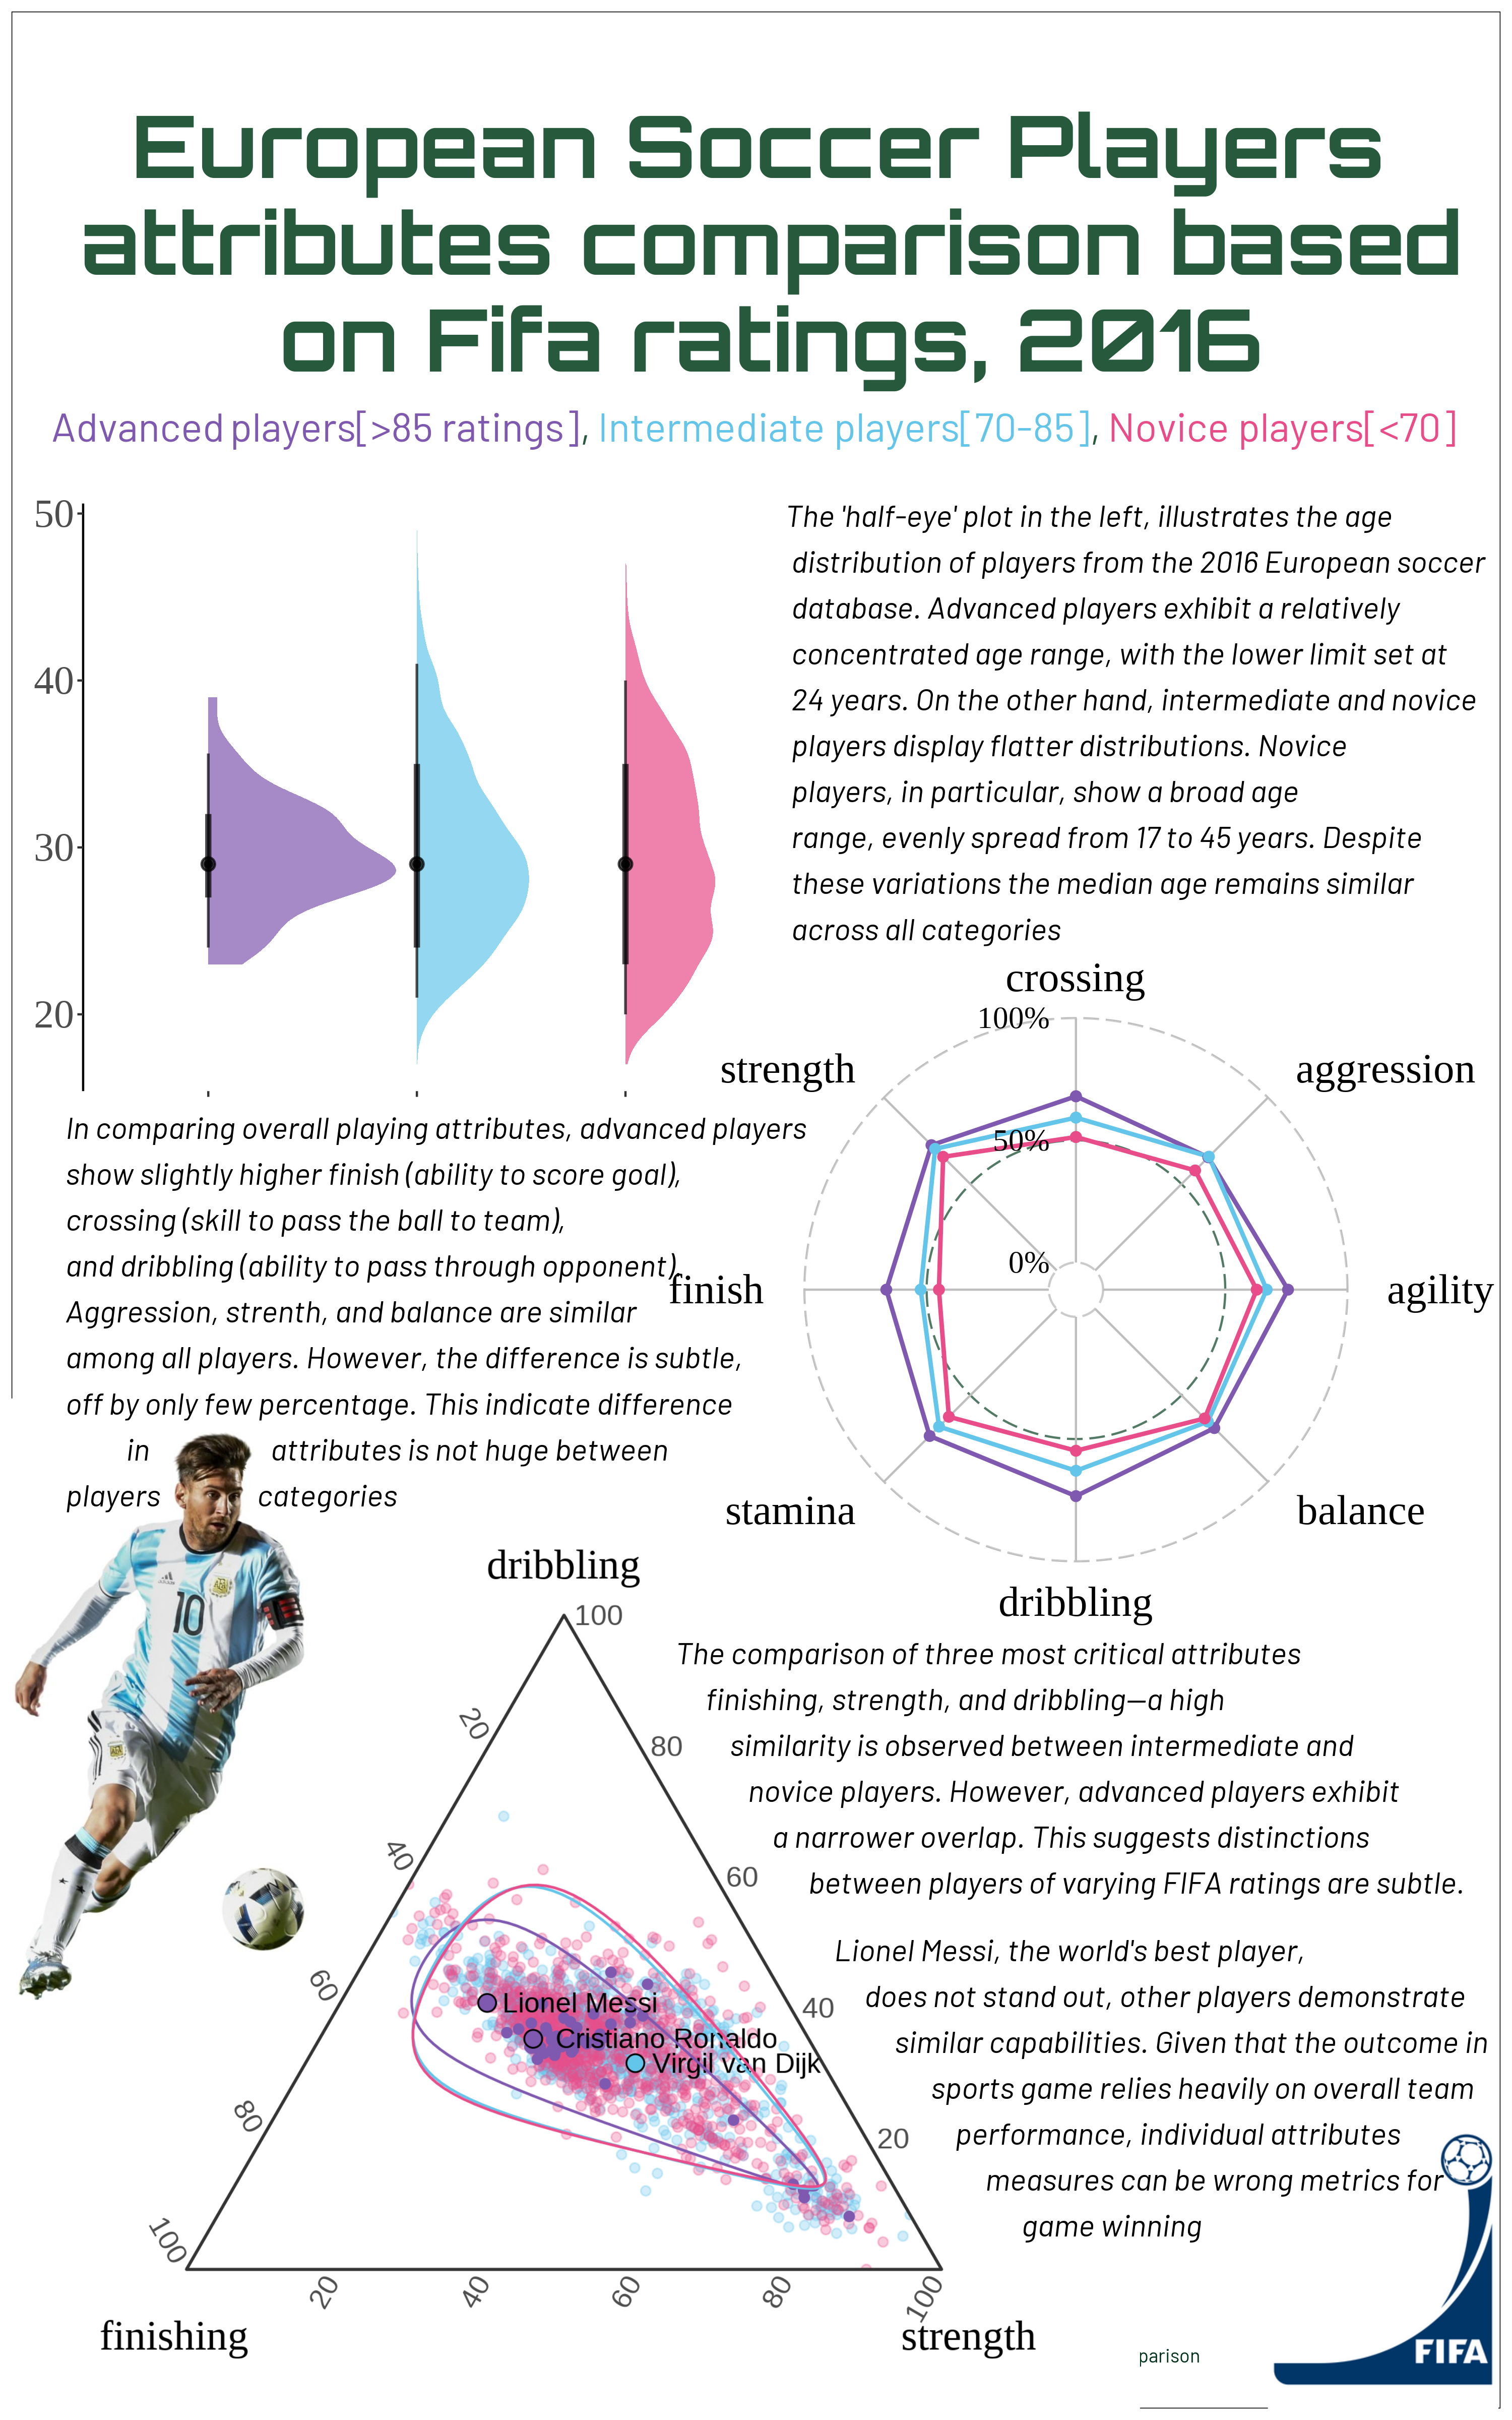 European Soccer Players
attributes comparison based
on Fifa ratings, 2016
Advanced players[>85 ratings], Intermediate players[70-85], Novice players[<70]
50
40
30
20
The 'half-eye' plot in the left, illustrates the age
distribution of players from the 2016 European soccer
database. Advanced players exhibit a relatively
concentrated age range, with the lower limit set at
24 years. On the other hand, intermediate and novice
players display flatter distributions. Novice
players, in particular, show a broad age
range, evenly spread from 17 to 45 years. Despite
these variations the median age remains similar
across all categories
In comparing overall playing attributes, advanced players
show slightly higher finish (ability to score goal),
crossing (skill to pass the ball to team),
and dribbling (ability to pass through opponent).
Aggression, strenth, and balance are similar
among all players. However, the difference is subtle,
off by only few percentage. This indicate difference
in attributes is not huge between
players categories
crossing
100%
strength
aggression
50%
0%
finish
agility
stamina
balance
dribbling
10
dribbling
100
20
80
40
60
60
40
80
20
100
20
40
60
80
100
Lionel Messi
Cristiano Ronaldo
Virgil van Dijk
finishing
strength
The comparison of three most critical attributes
finishing, strength, and dribbling—a high
similarity is observed between intermediate and
novice players. However, advanced players exhibit
a narrower overlap. This suggests distinctions
between players of varying FIFA ratings are subtle.
Lionel Messi, the world's best player,
does not stand out, other players demonstrate
similar capabilities. Given that the outcome in
sports game relies heavily on overall team
performance, individual attributes
measures can be wrong metrics for
game winning
parison
FIFA